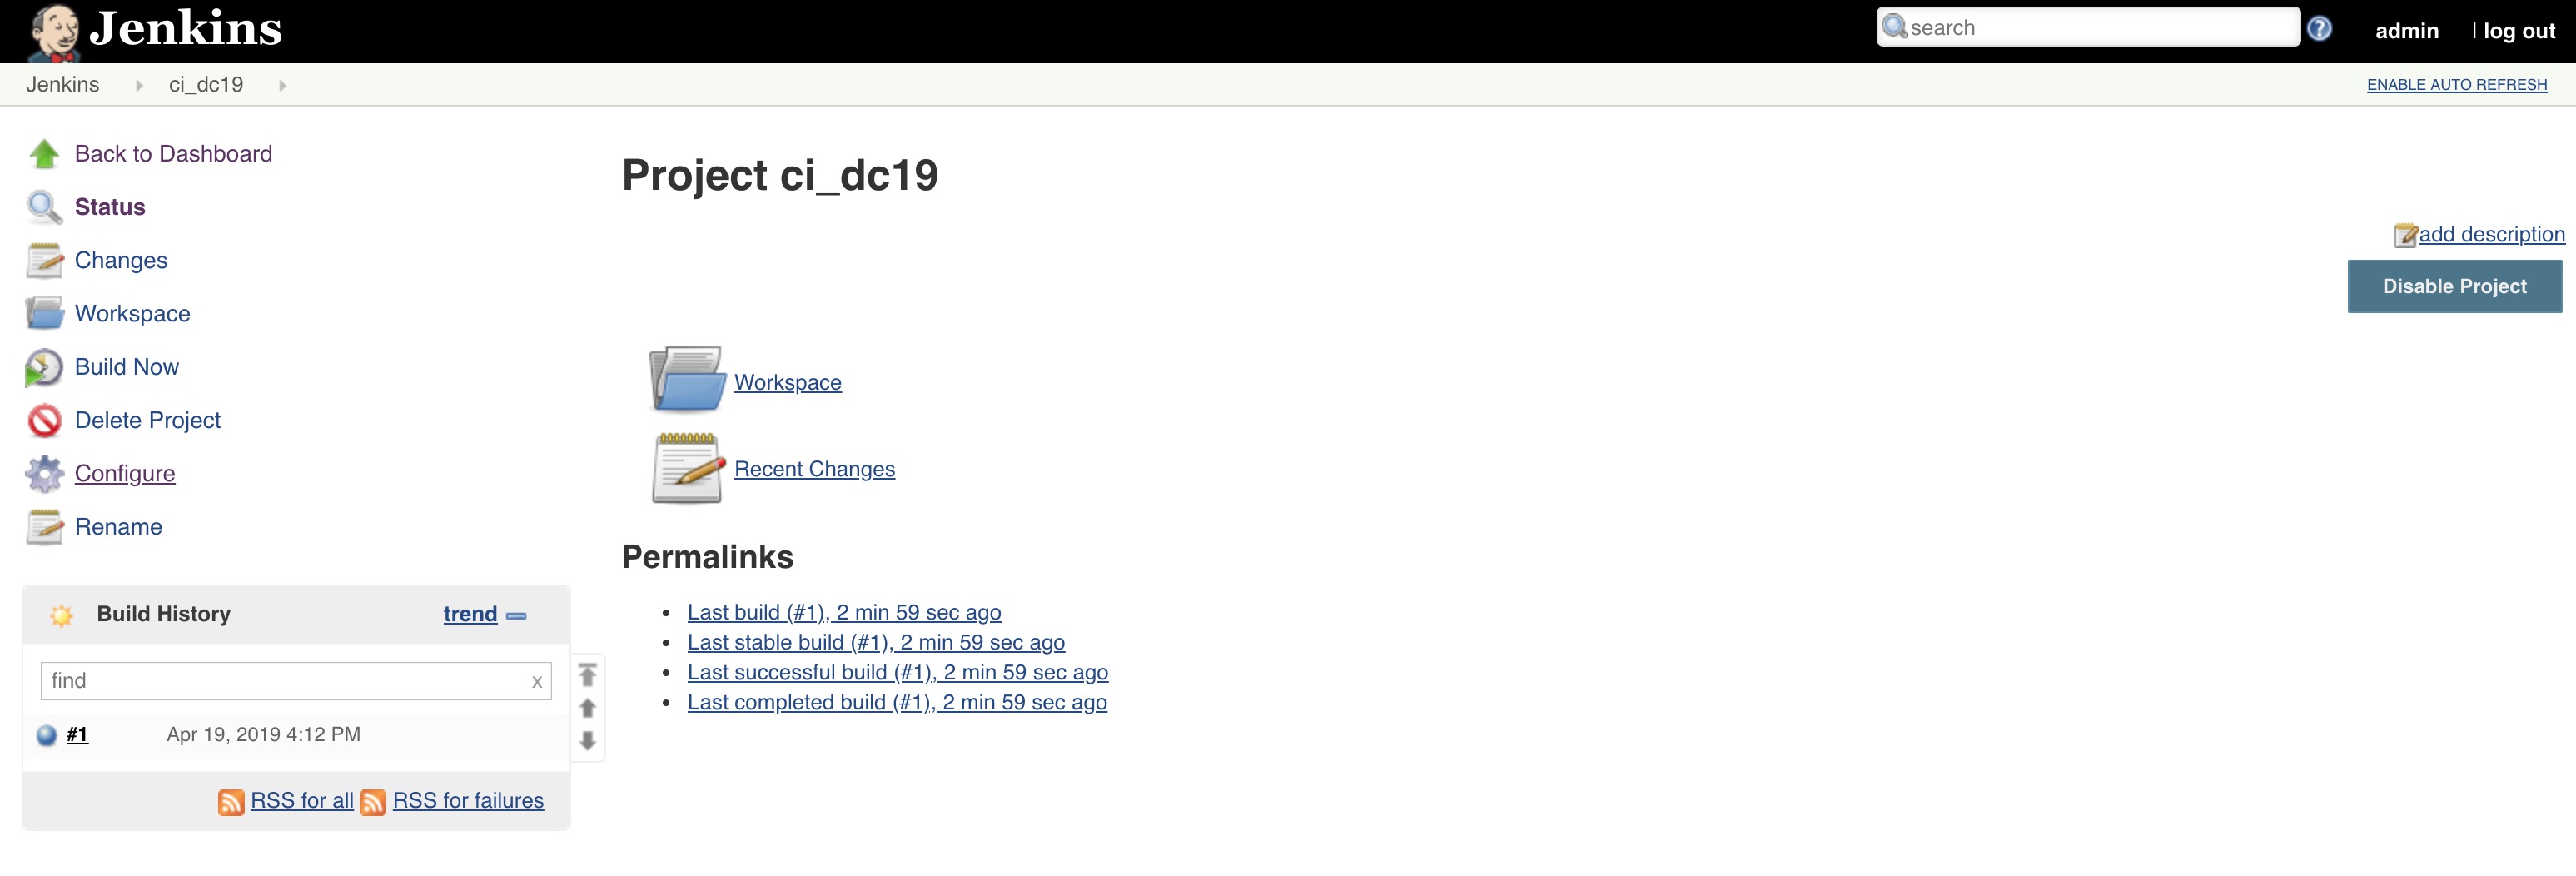 Jenkins
search
admin
| log out
Jenkins
ci_dc19
ENABLE AUTO REFRESH
Back to Dashboard
Status
Changes
Workspace
Build Now
Delete Project
Configure
Rename
Build History
trend
find
x
#1
Apr 19, 2019 4:12 PM
RSS for all
RSS for failures
Project ci_dc19
add description
Disable Project
Workspace
Recent Changes
Permalinks
Last build (#1), 2 min 59 sec ago
Last stable build (#1), 2 min 59 sec ago
Last successful build (#1), 2 min 59 sec ago
Last completed build (#1), 2 min 59 sec ago